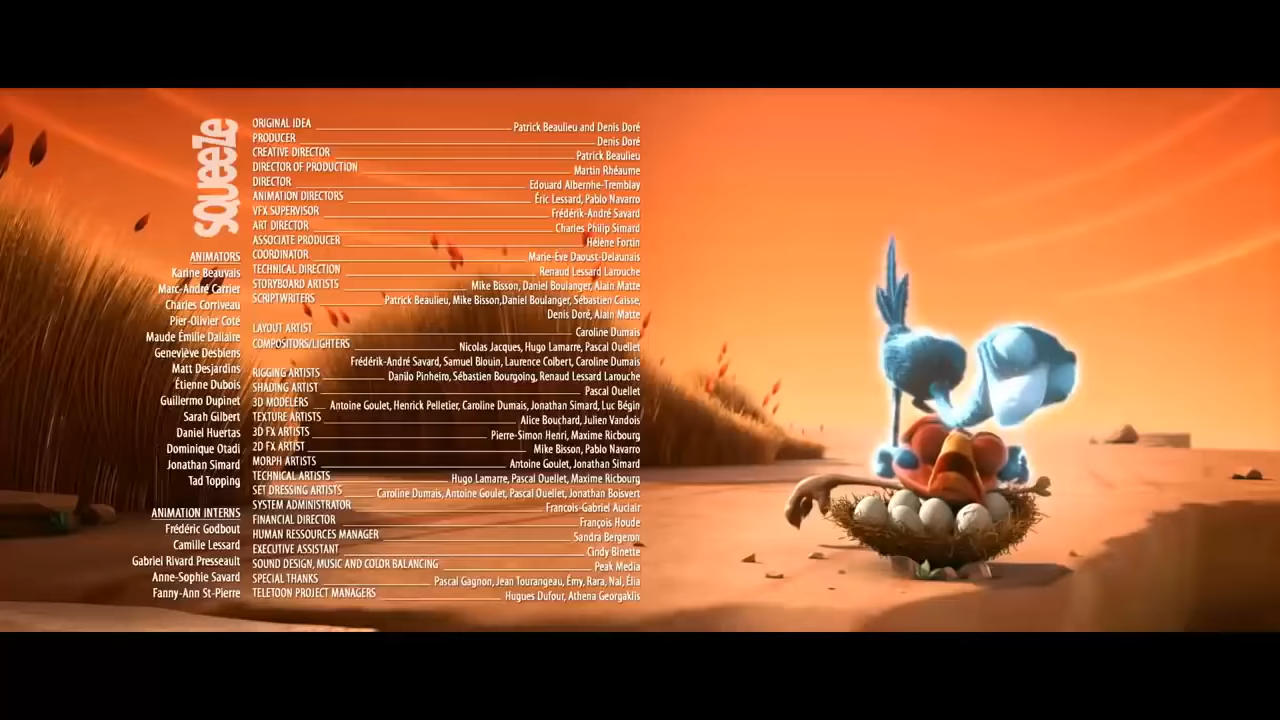 squeeze
ANIMATORS
Karine Beauvais
Marc-André Carrier
Charles Corriveau
Pier-Olivier Coté
Maude Émilie Dallaire
Geneviève Desbiens
Matt Desjardins
Étienne Dubois
Guillermo Dupinet
Sarah Gilbert
Daniel Huertas
Dominique Otadi
Jonathan Simard
Tad Topping
ANIMATION INTERNS
Frédéric Godbout
Camille Lessard
Gabriel Rivard Presseault
Anne-Sophie Savard
Fanny-Ann St-Pierre
ORIGINAL IDEA Patrick Beaulieu and Denis Doré
PRODUCER Denis Doré
CREATIVE DIRECTOR Patrick Beaulieu
DIRECTOR OF PRODUCTION Martin Rhéaume
DIRECTOR Edouard Albernhe-Tremblay
ANIMATION DIRECTORS Éric Lessard, Pablo Navarro
VFX SUPERVISOR Frédérik-André Savard
ART DIRECTOR Charles Philip Simard
ASSOCIATE PRODUCER Hélène Fortin
COORDINATOR Marie-Ève Daoust-Delaunais
TECHNICAL DIRECTION Renaud Lessard Larouche
STORYBOARD ARTISTS Mike Bisson, Daniel Boulanger, Alain Matte
SCRIPTWRITERS Patrick Beaulieu, Mike Bisson,Daniel Boulanger, Sébastien Caisse,
Denis Doré, Alain Matte
LAYOUT ARTIST Caroline Dumais
COMPOSITORS/LIGHTERS Nicolas Jacques, Hugo Lamarre, Pascal Ouellet
Frédérik-André Savard, Samuel Blouin, Laurence Colbert, Caroline Dumais
RIGGING ARTISTS Danilo Pinheiro, Sébastien Bourgoing, Renaud Lessard Larouche
SHADING ARTIST Pascal Ouellet
3D MODELERS Antoine Goulet, Henrick Pelletier, Caroline Dumais, Jonathan Simard, Luc Bégin
TEXTURE ARTISTS Alice Bouchard, Julien Vandois
3D FX ARTISTS Pierre-Simon Henri, Maxime Ricbourg
2D FX ARTIST Mike Bisson, Pablo Navarro
MORPH ARTISTS Antoine Goulet, Jonathan Simard
TECHNICAL ARTISTS Hugo Lamarre, Pascal Ouellet, Maxime Ricbourg
SET DRESSING ARTISTS Caroline Dumais, Antoine Goulet, Pascal Ouellet, Jonathan Boisvert
SYSTEM ADMINISTRATOR Francois-Gabriel Auclair
FINANCIAL DIRECTOR François Houde
HUMAN RESSOURCES MANAGER Sandra Bergeron
EXECUTIVE ASSISTANT Cindy Binette
SOUND DESIGN, MUSIC AND COLOR BALANCING Peak Media
SPECIAL THANKS Pascal Gagnon, Jean Tourangeau, Émy, Rara, Naï, Élia
TELETOON PROJECT MANAGERS Hugues Dufour, Athena Georgaklis